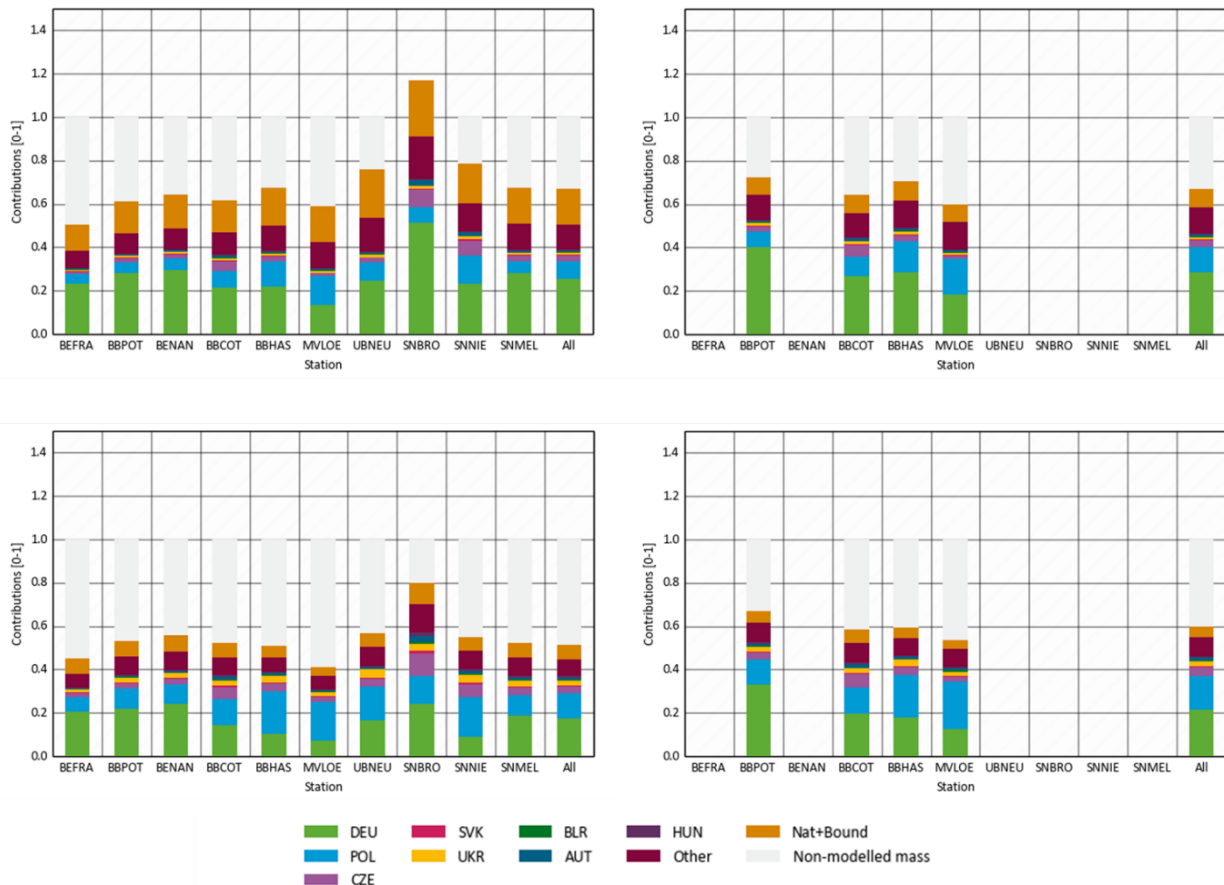 1.4
1.2
1.0
0.8
0.6
0.4
0.2
0.0
Contributions [0-1]
BEFRA BBPOT BENAN BBCOT BBHAS MVLOE UBNEU SNBRO SNNIE SNMEL All
Station
1.4
1.2
1.0
0.8
0.6
0.4
0.2
0.0
Contributions [0-1]
BEFRA BBPOT BENAN BBCOT BBHAS MVLOE UBNEU SNBRO SNNIE SNMEL All
Station
1.4
1.2
1.0
0.8
0.6
0.4
0.2
0.0
Contributions [0-1]
BEFRA BBPOT BENAN BBCOT BBHAS MVLOE UBNEU SNBRO SNNIE SNMEL All
Station
1.4
1.2
1.0
0.8
0.6
0.4
0.2
0.0
Contributions [0-1]
BEFRA BBPOT BENAN BBCOT BBHAS MVLOE UBNEU SNBRO SNNIE SNMEL All
Station
DEU SVK BLR HUN Nat+Bound
POL UKR AUT Other Non-modelled mass
CZE